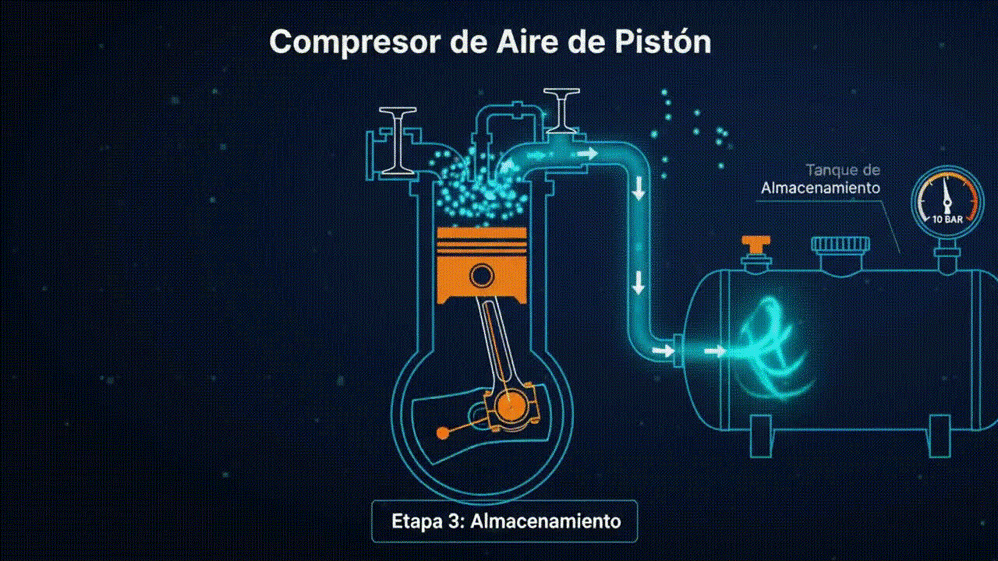 Compresor de Aire de Pistón
Tanque de
Almacenamiento
10 BAR
Etapa 3: Almacenamiento